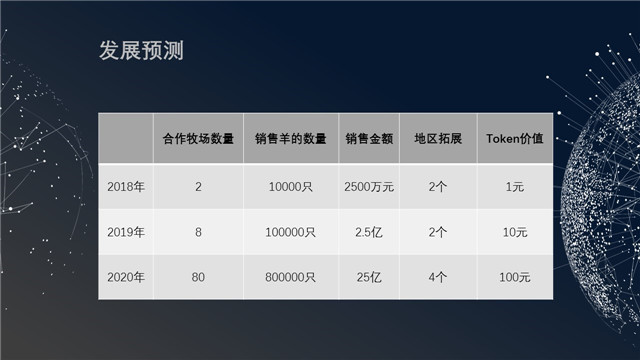 发展预测
合作牧场数量 销售羊的数量 销售金额 地区拓展 Token价值
2018年 2 10000只 2500万元 2个 1元
2019年 8 100000只 2.5亿 2个 10元
2020年 80 800000只 25亿 4个 100元